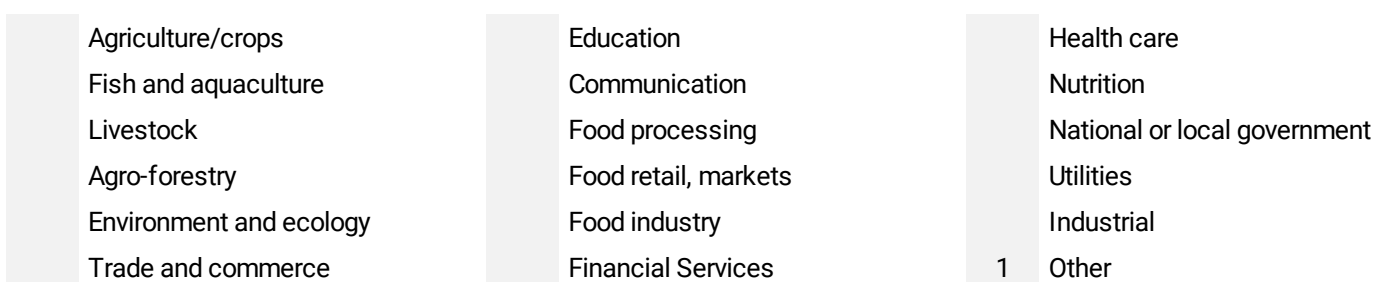 Agriculture/crops Education Health care
Fish and aquaculture Communication Nutrition
Livestock Food processing National or local government
Agro-forestry Food retail, markets Utilities
Environment and ecology Food industry Industrial
Trade and commerce Financial Services 1 Other